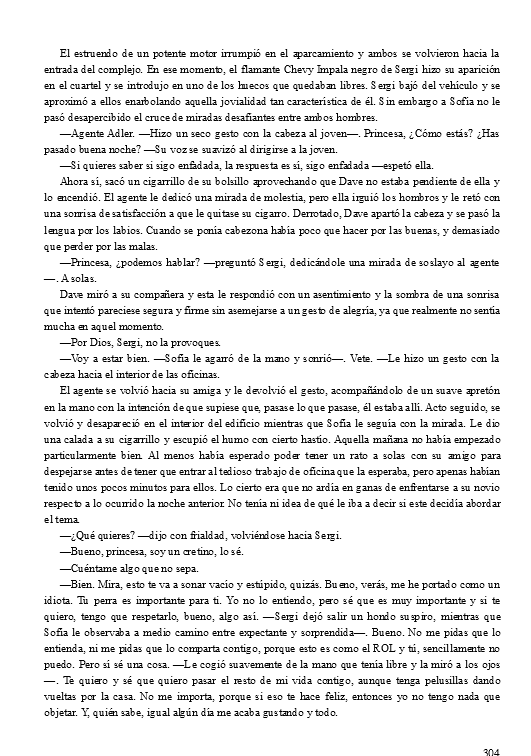 El estruendo de un potente motor irrumpió en el aparcamiento y ambos se volvieron hacia la
entrada del complejo. En ese momento, el flamante Chevy Impala negro de Sergi hizo su aparición
en el cuartel y se introdujo en uno de los huecos que quedaban libres. Sergi bajó del vehículo y se
aproximó a ellos enarbolando aquella jovialidad tan característica de él. Sin embargo a Sofía no le
pasó desapercibido el cruce de miradas desafiantes entre ambos hombres.
—Agente Adler. —Hizo un seco gesto con la cabeza al joven—. Princesa, ¿Cómo estás? ¿Has
pasado buena noche? —Su voz se suavizó al dirigirse a la joven.
—Si quieres saber si sigo enfadada, la respuesta es sí, sigo enfadada —espetó ella.
Ahora sí, sacó un cigarrillo de su bolsillo aprovechando que Dave no estaba pendiente de ella y
lo encendió. El agente le dedicó una mirada de molestia, pero ella irguió los hombros y le retó con
una sonrisa de satisfacción a que le quitase su cigarro. Derrotado, Dave apartó la cabeza y se pasó la
lengua por los labios. Cuando se ponía cabezona había poco que hacer por las buenas, y demasiado
que perder por las malas.
—Princesa, ¿podemos hablar? —preguntó Sergi, dedicándole una mirada de soslayo al agente
—. A solas.
Dave miró a su compañera y esta le respondió con un asentimiento y la sombra de una sonrisa
que intentó pareciese segura y firme sin asemejarse a un gesto de alegría, ya que realmente no sentía
mucha en aquel momento.
—Por Dios, Sergi, no la provoques.
—Voy a estar bien. —Sofía le agarró de la mano y sonrió—. Vete. —Le hizo un gesto con la
cabeza hacia el interior de las oficinas.
El agente se volvió hacia su amiga y le devolvió el gesto, acompañándolo de un suave apretón
en la mano con la intención de que supiese que, pasase lo que pasase, él estaba allí. Acto seguido, se
volvió y desapareció en el interior del edificio mientras que Sofía le seguía con la mirada. Le dio
una calada a su cigarrillo y escupió el humo con cierto hastío. Aquella mañana no había empezado
particularmente bien. Al menos había esperado poder tener un rato a solas con su amigo para
despejarse antes de tener que entrar al tedioso trabajo de oficina que la esperaba, pero apenas habían
tenido unos pocos minutos para ellos. Lo cierto era que no ardía en ganas de enfrentarse a su novio
respecto a lo ocurrido la noche anterior. No tenía ni idea de qué le iba a decir si este decidía abordar
el tema.
—¿Qué quieres? —dijo con frialdad, volviéndose hacia Sergi.
—Bueno, princesa, soy un cretino, lo sé.
—Cuéntame algo que no sepa.
—Bien. Mira, esto te va a sonar vacío y estúpido, quizás. Bueno, verás, me he portado como un
idiota. Tu perra es importante para ti. Yo no lo entiendo, pero sé que es muy importante y si te
quiero, tengo que respetarlo, bueno, algo así. —Sergi dejó salir un hondo suspiro, mientras que
Sofía le observaba a medio camino entre expectante y sorprendida—. Bueno. No me pidas que lo
entienda, ni me pidas que lo comparta contigo, porque esto es como el ROL y tú, sencillamente no
puedo. Pero sí sé una cosa. —Le cogió suavemente de la mano que tenía libre y la miró a los ojos
—. Te quiero y sé que quiero pasar el resto de mi vida contigo, aunque tenga pelusillas dando
vueltas por la casa. No me importa, porque si eso te hace feliz, entonces yo no tengo nada que
objetar. Y, quién sabe, igual algún día me acaba gustando y todo.
304